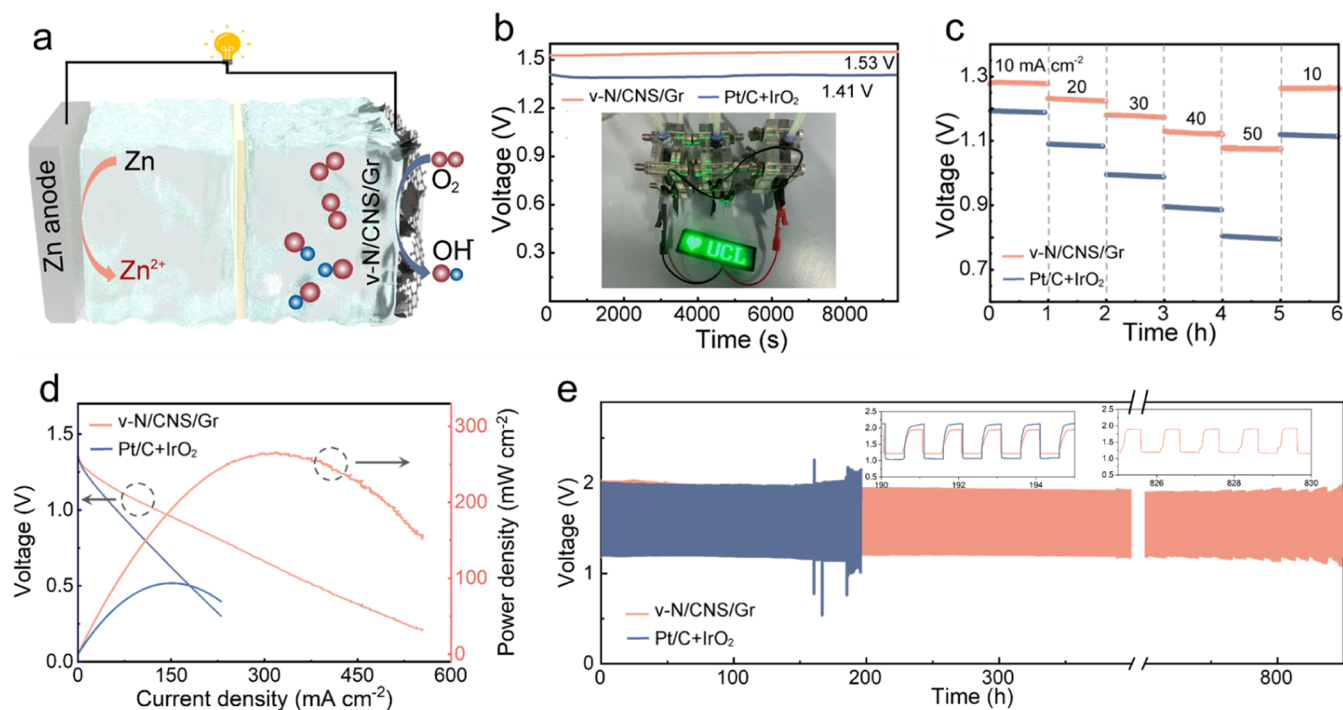 a
Zn anode
Zn
Zn²⁺
v-N/CNS/Gr
O₂
OH⁻
b
Voltage (V)
1.5
1.2
0.9
0.6
0.3
1.53 V
v-N/CNS/Gr
Pt/C+IrO₂
1.41 V
♥ UCL
0
2000
4000
6000
8000
Time (s)
c
Voltage (V)
1.3
1.1
0.9
0.7
10 mA cm⁻²
20
30
40
50
10
v-N/CNS/Gr
Pt/C+IrO₂
0
1
2
3
4
5
6
Time (h)
d
Voltage (V)
1.5
1.0
0.5
0.0
v-N/CNS/Gr
Pt/C+IrO₂
300
200
100
0
Power density (mW cm⁻²)
0
150
300
450
600
Current density (mA cm⁻²)
e
Voltage (V)
3
2
1
0
2.5
2.0
1.5
1.0
0.5
190
192
194
2.5
2.0
1.5
1.0
0.5
826
828
830
v-N/CNS/Gr
Pt/C+IrO₂
0
100
200
300
800
Time (h)